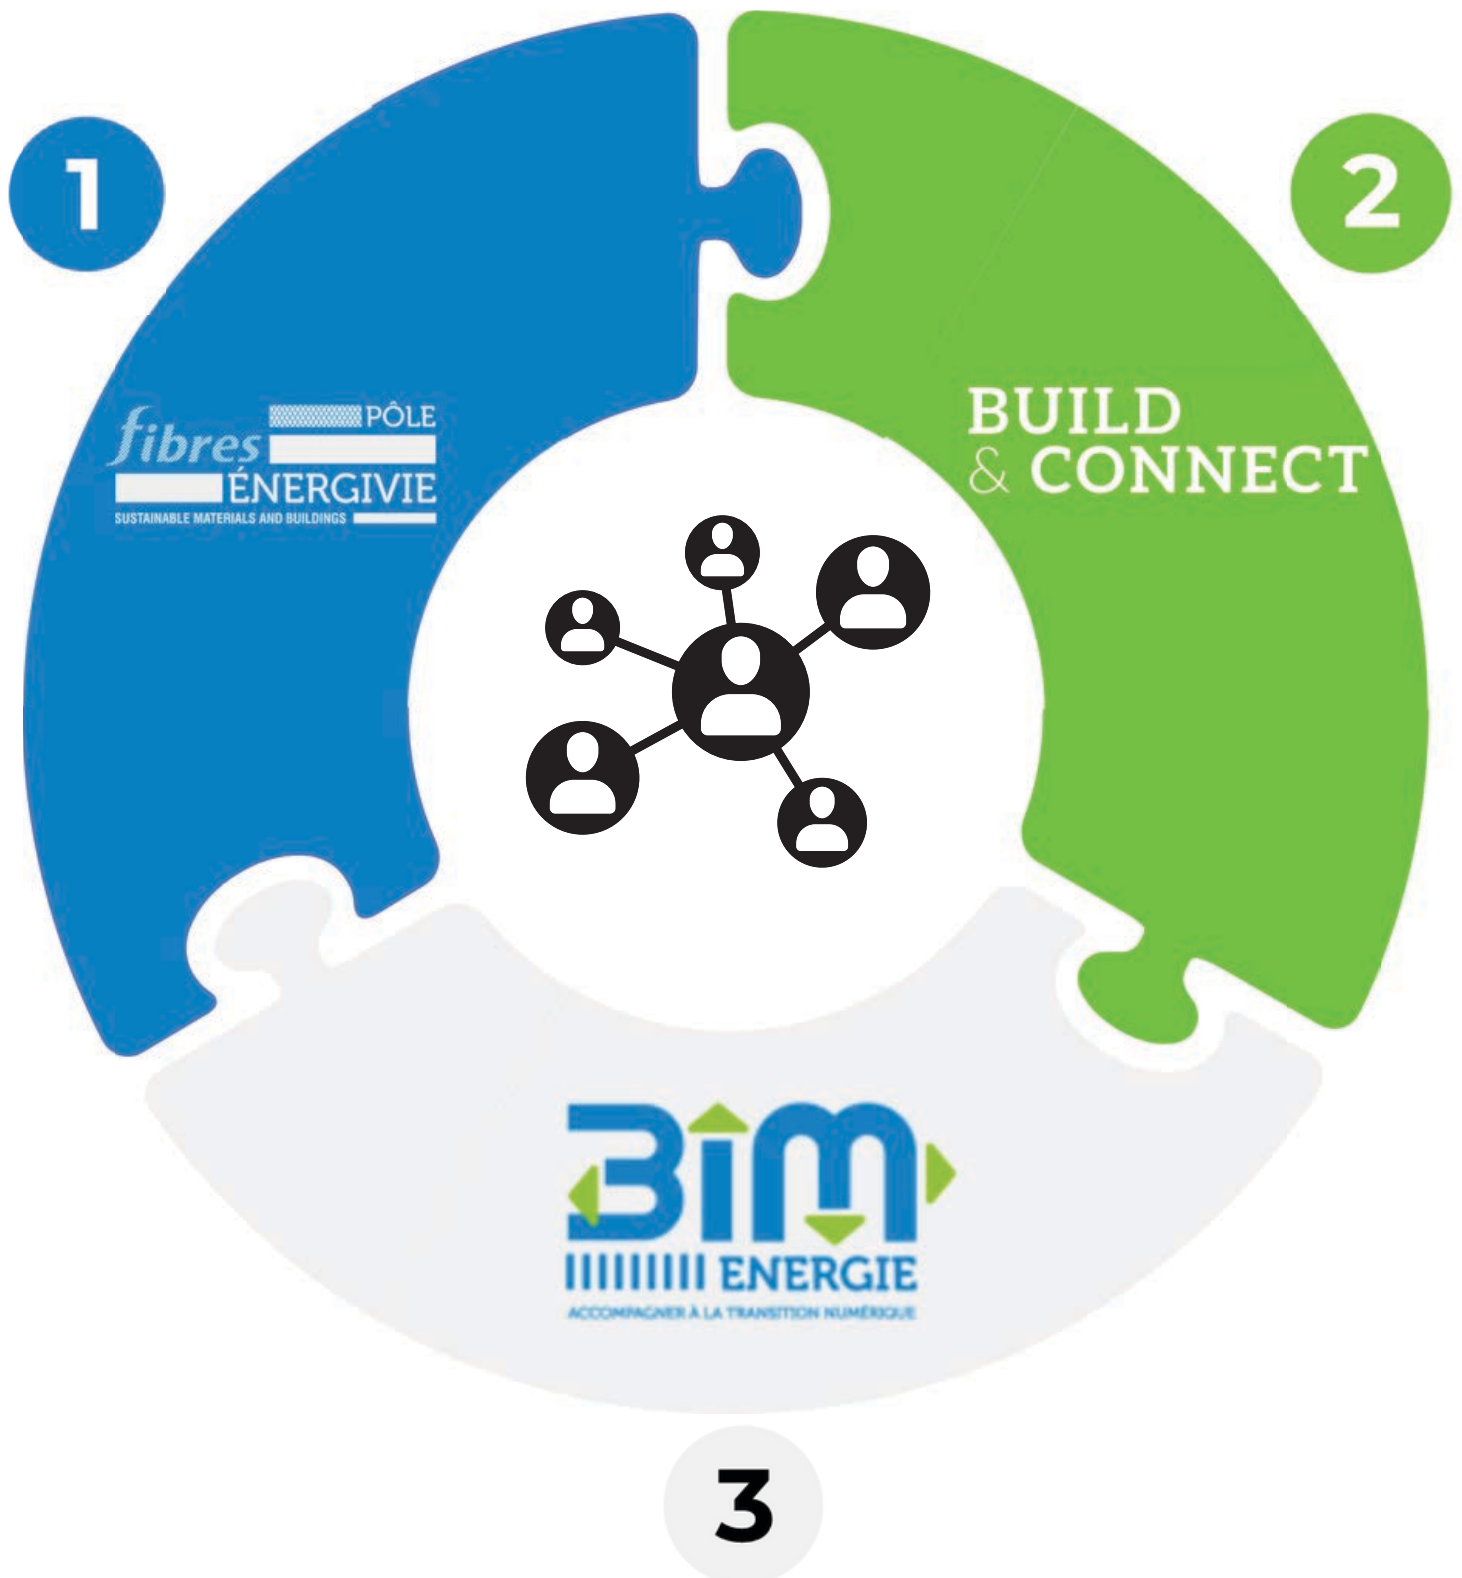 1
2
PÔLE
fibres
ÉNERGIVIE
SUSTAINABLE MATERIALS AND BUILDINGS
BUILD
& CONNECT
BIM
ENERGIE
ACCOMPAGNER À LA TRANSITION NUMÉRIQUE
3